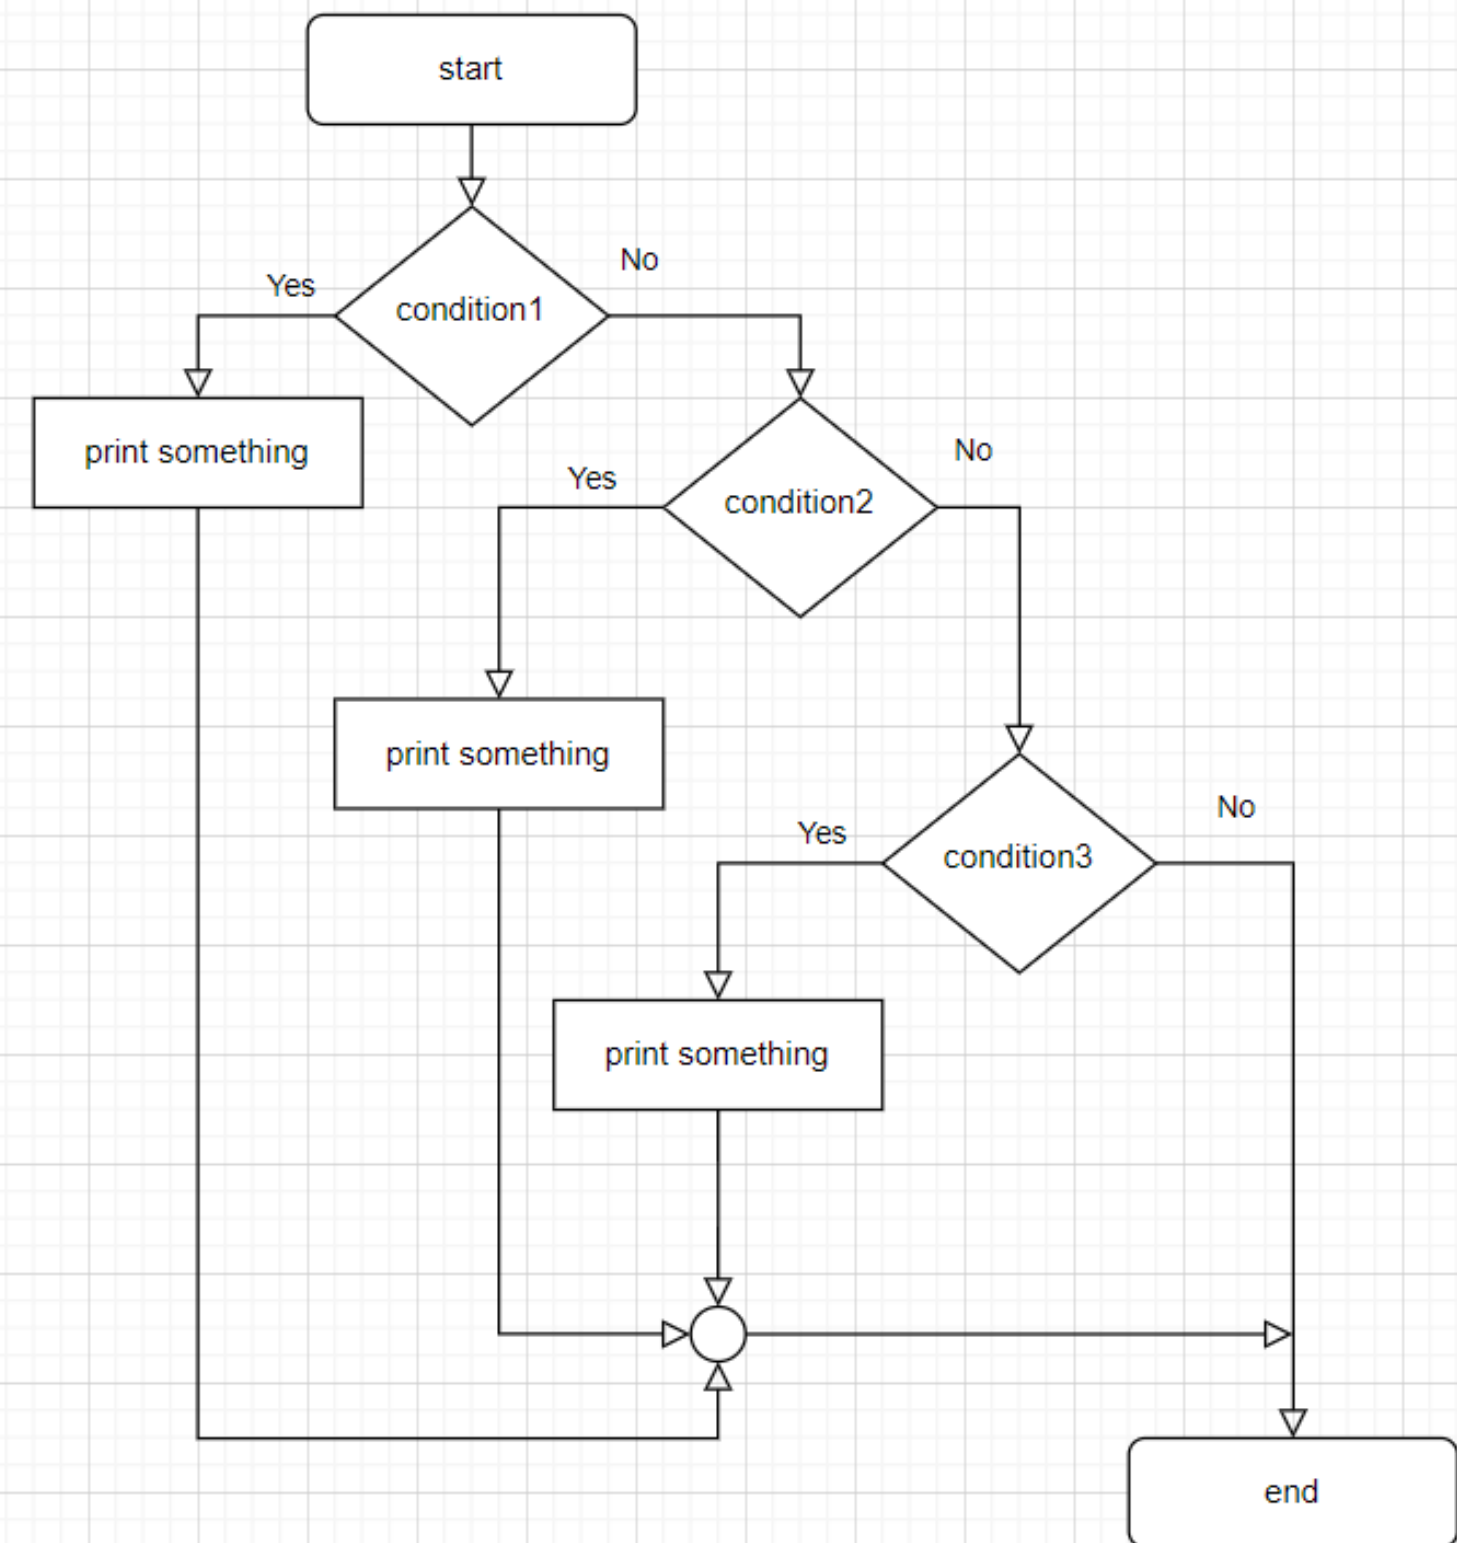 start
No
Yes
condition1
print something
No
Yes
condition2
print something
No
Yes
condition3
print something
end